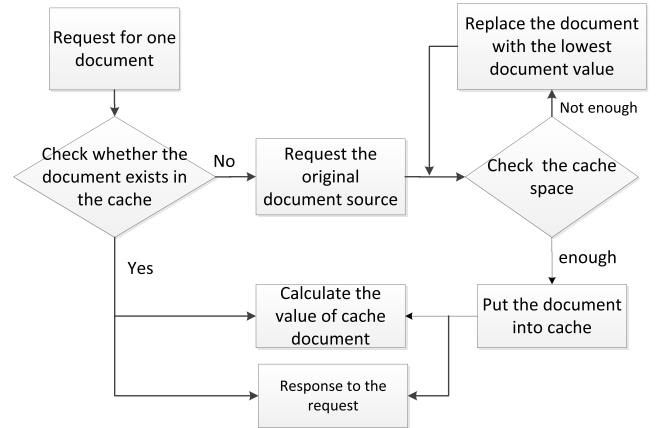 Request for one
document
Replace the document
with the lowest
document value
Not enough
Check whether the
document exists in
the cache
No
Request the
original
document source
Check the cache
space
Yes
enough
Calculate the
value of cache
document
Put the document
into cache
Response to the
request